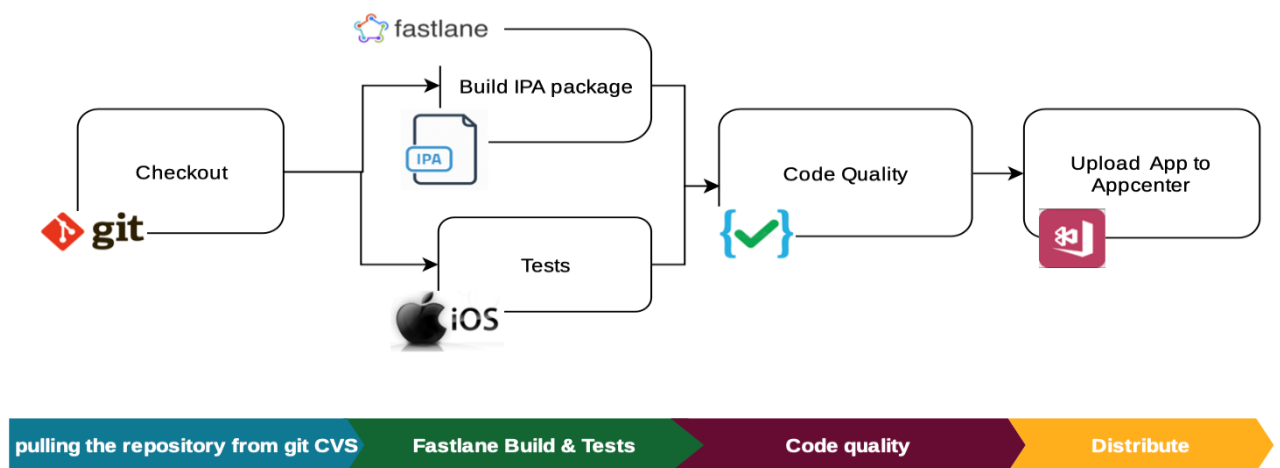 fastlane
Build IPA package
IPA
Checkout
git
Tests
iOS
Code Quality
Upload App to
Appcenter
pulling the repository from git CVS
Fastlane Build & Tests
Code quality
Distribute